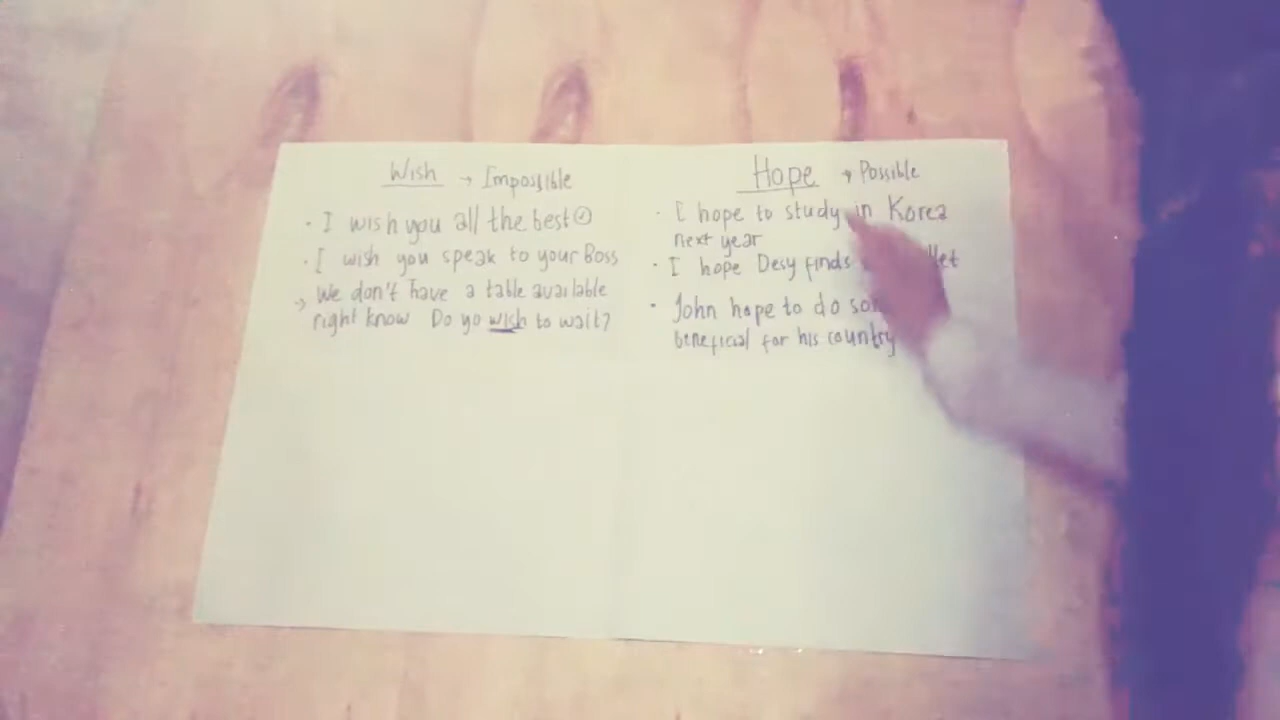 Wish → Impossible
· I wish you all the best
· I wish you speak to your Boss
→ We don't have a table available
right know Do yo wish to wait?
Hope → Possible
· I hope to study in Korea
next year
· I hope Desy finds
· John hope to do
beneficial for his country